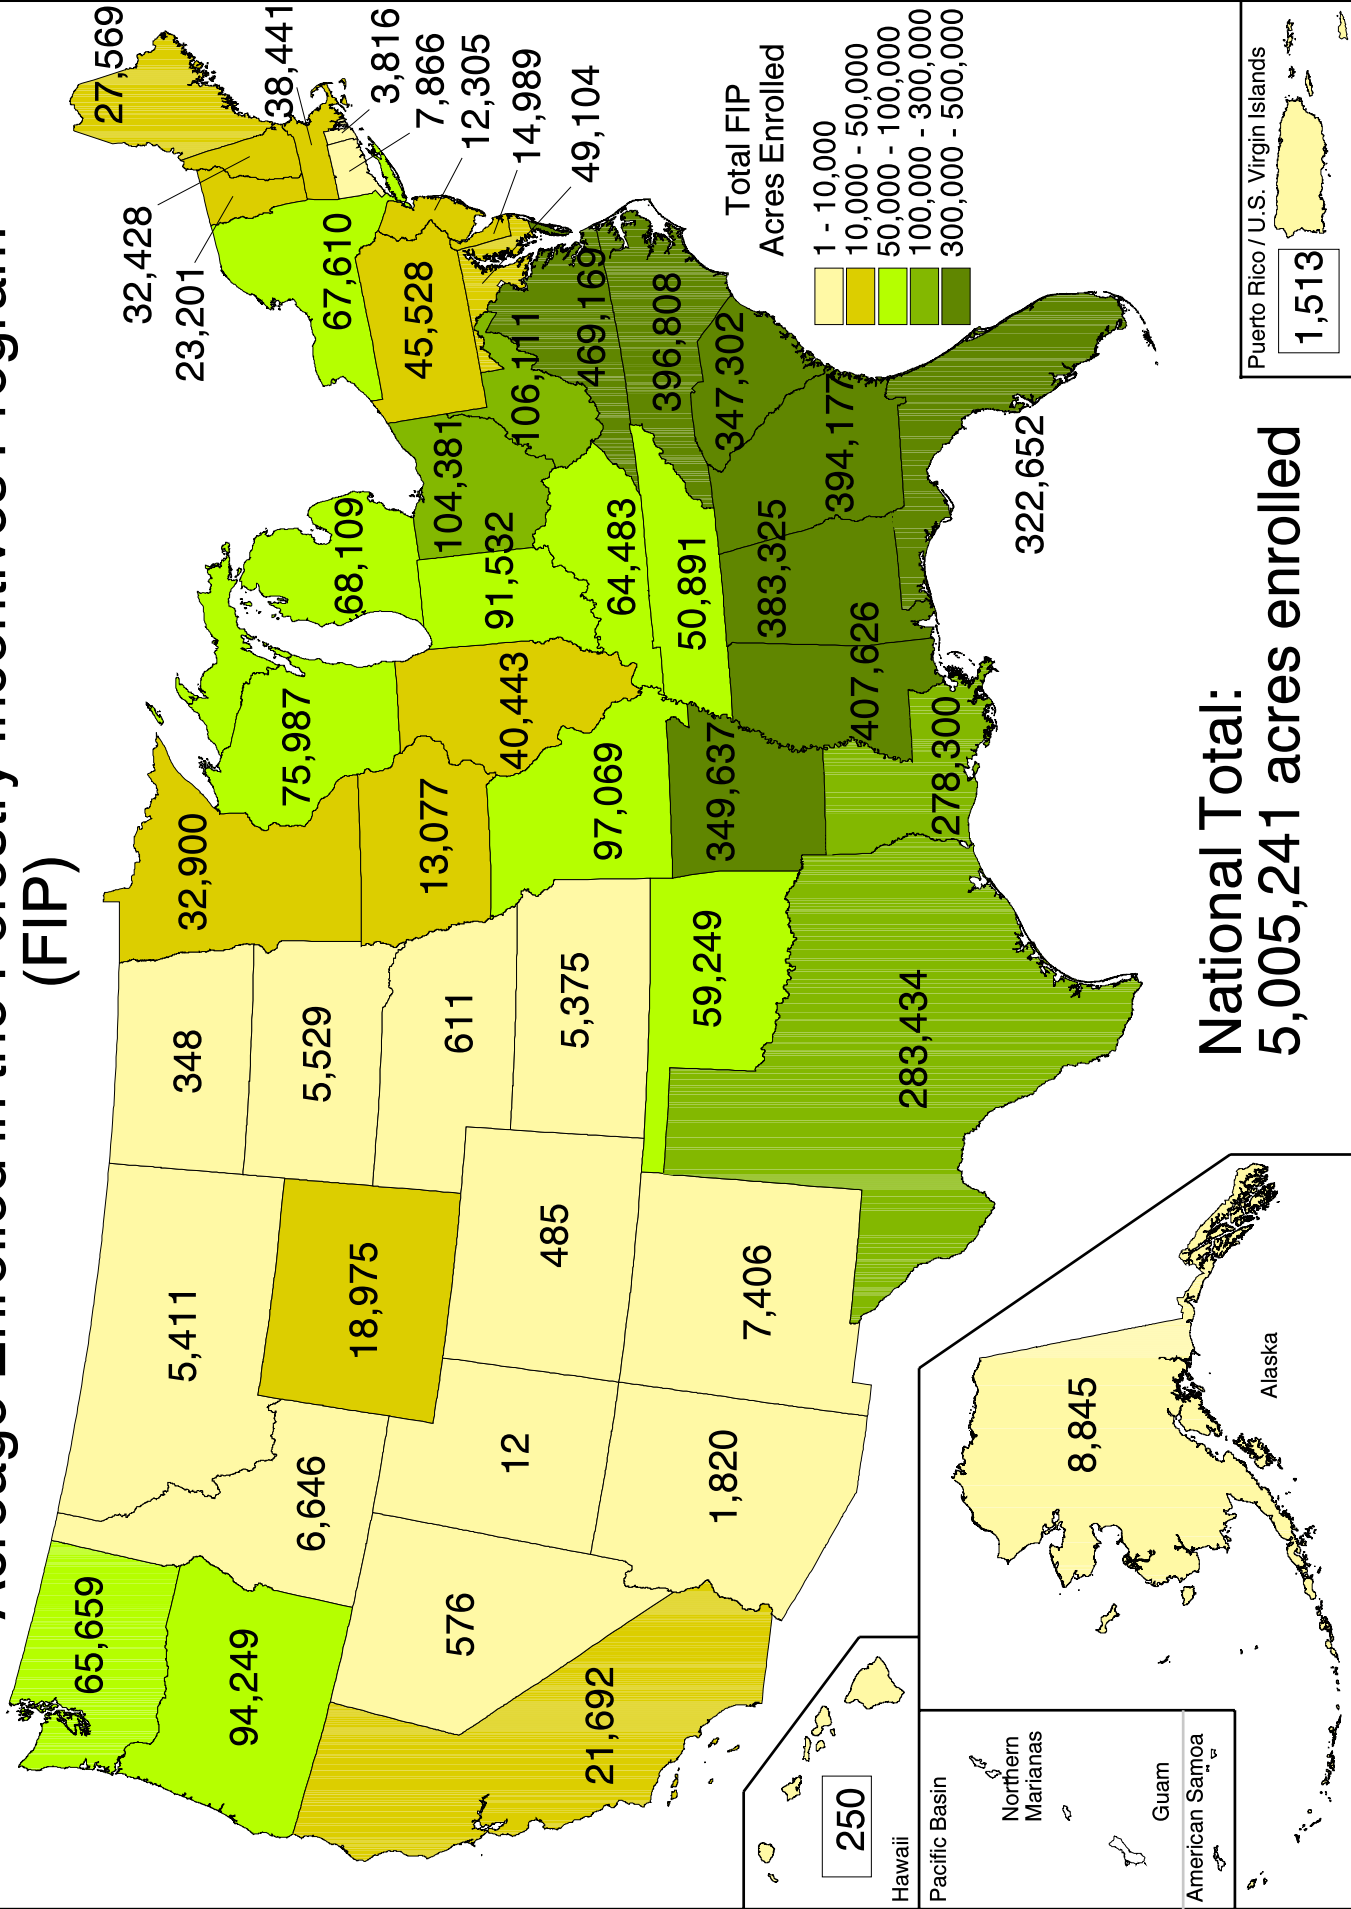 Acreage Enrolled in the Forestry Incentives Program
(FIP)
65,659
94,249
21,692
576
6,646
5,411
18,975
12
485
1,820
7,406
348
5,529
611
5,375
59,249
283,434
32,900
13,077
97,069
349,637
278,300
75,987
40,443
68,109
91,532
104,381
64,483
50,891
407,626
383,325
394,177
322,652
347,302
396,808
469,169
106,111
45,528
67,610
23,201
32,428
27,569
38,441
3,816
7,866
12,305
14,989
49,104
Total FIP
Acres Enrolled
1 - 10,000
10,000 - 50,000
50,000 - 100,000
100,000 - 300,000
300,000 - 500,000
250
Hawaii
Pacific Basin
Northern
Marianas
Guam
American Samoa
8,845
Alaska
National Total:
5,005,241 acres enrolled
Puerto Rico / U.S. Virgin Islands
1,513